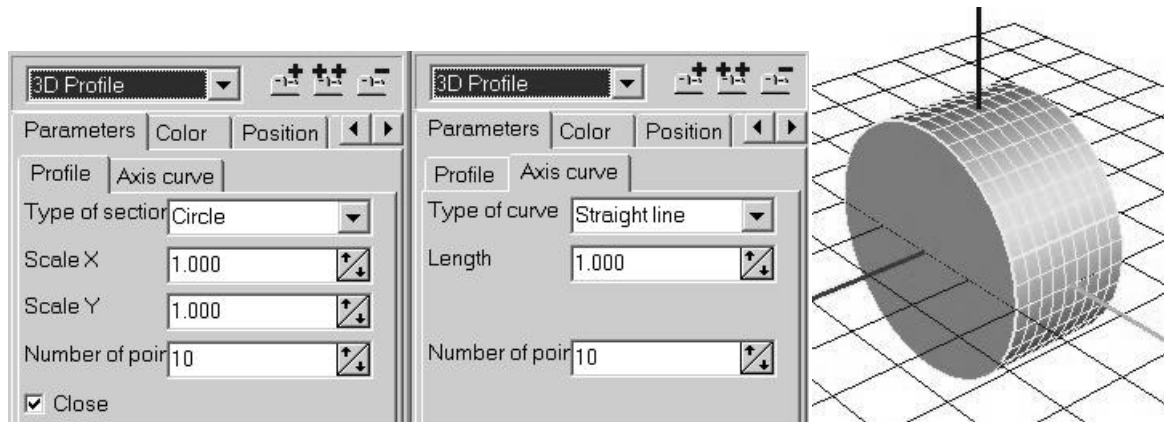 3D Profile
Parameters Color Position
Profile Axis curve
Type of section Circle
Scale X 1.000
Scale Y 1.000
Number of poir 10
Close
3D Profile
Parameters Color Position
Profile Axis curve
Type of curve Straight line
Length 1.000
Number of poir 10